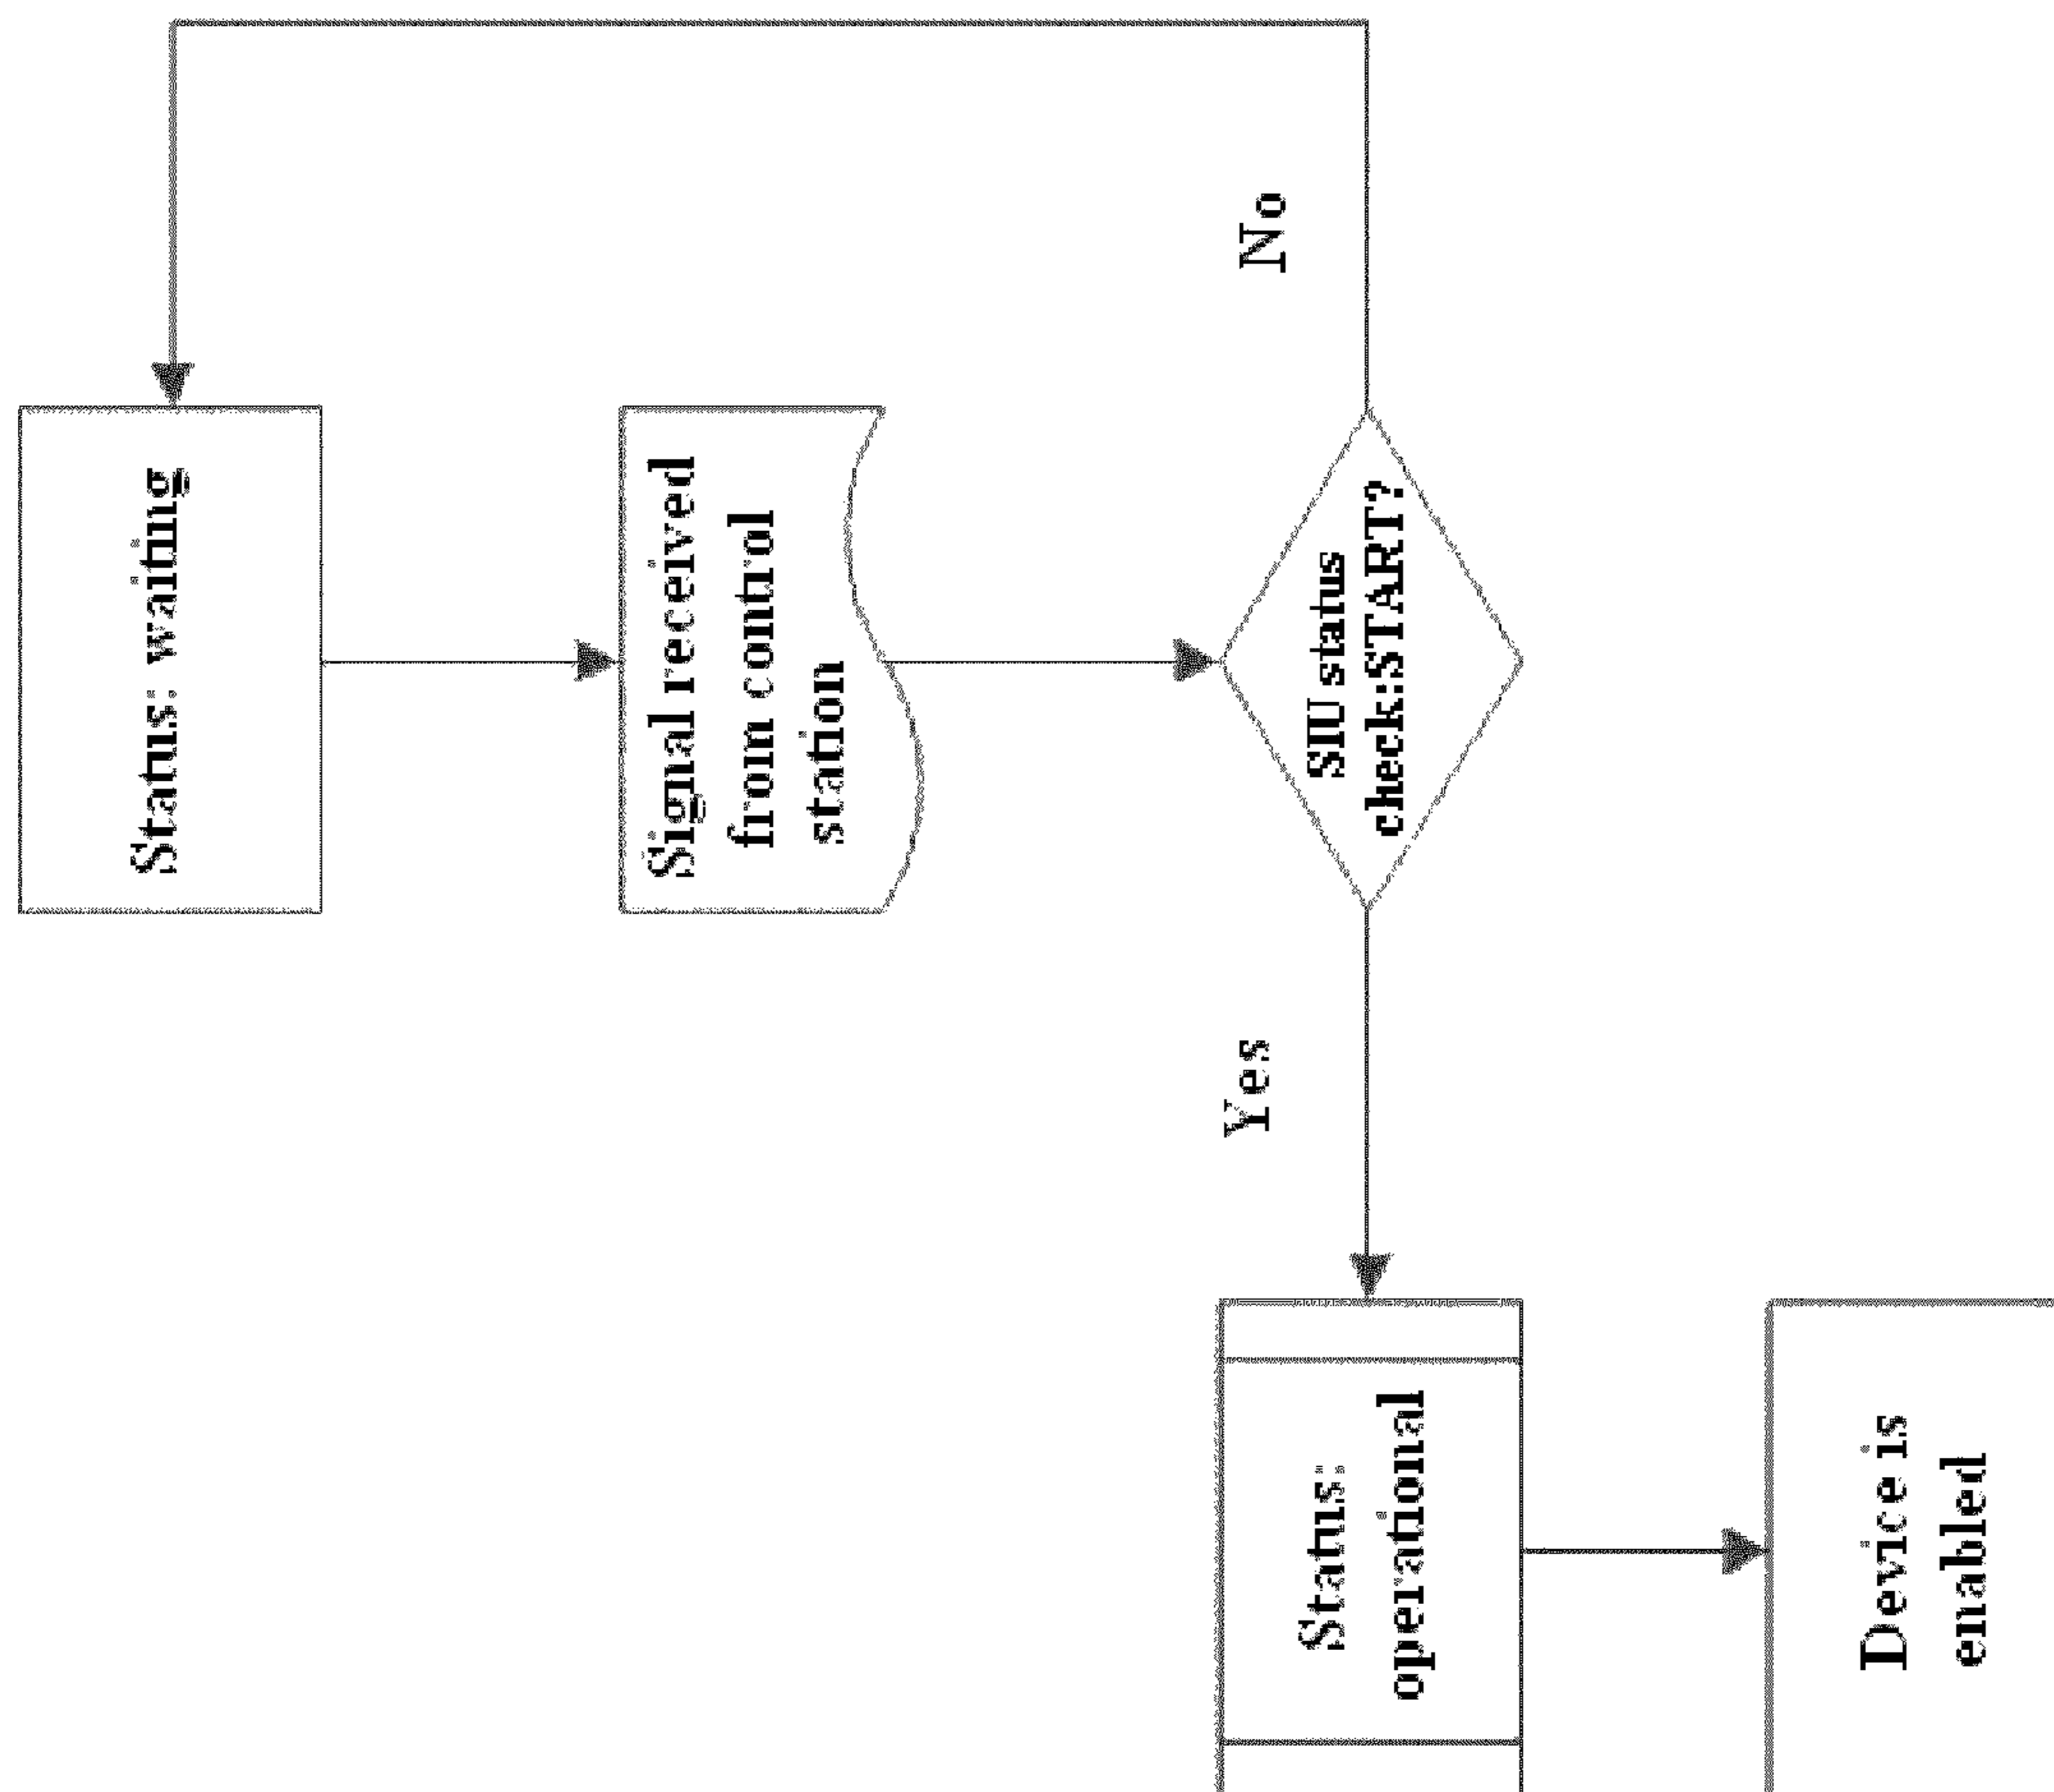 Status: waiting
Signal received
from control
station
SIU status
check:START?
No
Yes
Status:
operational
Device is
enabled